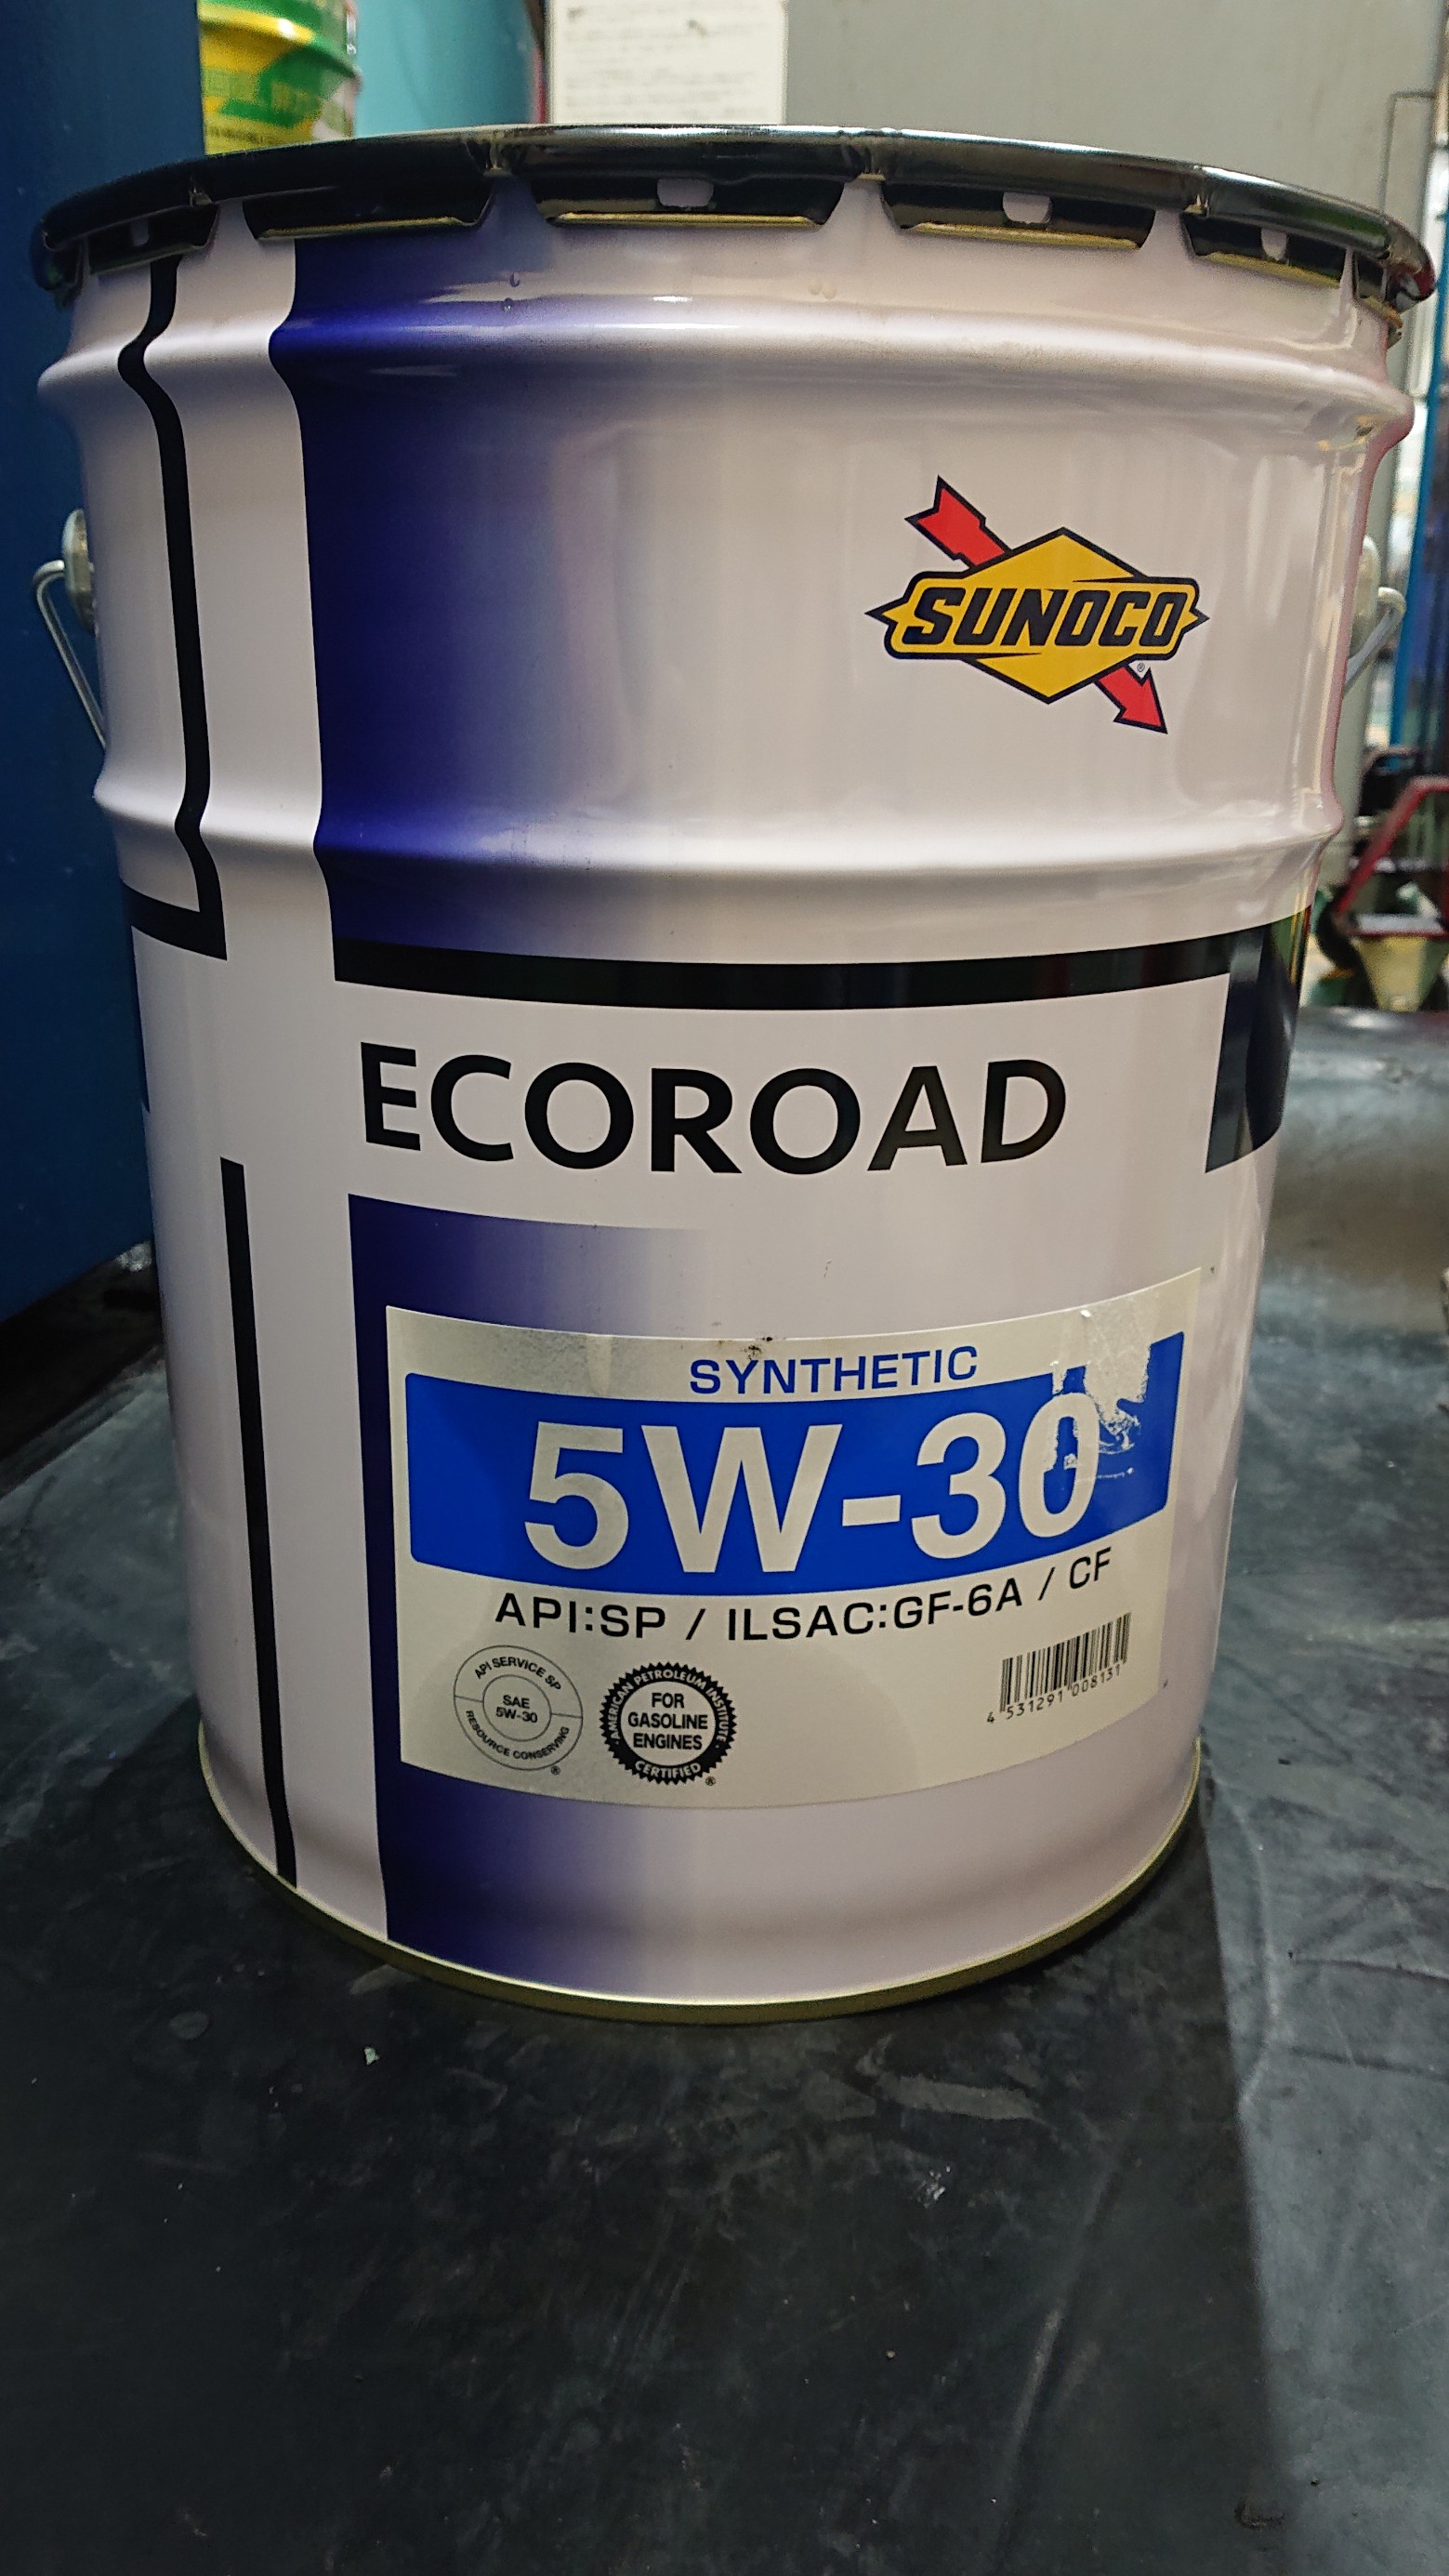 SUNOCO
®
ECOROAD
SYNTHETIC
5W-30
API:SP / ILSAC:GF-6A / CF
API SERVICE SP
SAE
5W-30
RESOURCE CONSERVING
®
AMERICAN PETROLEUM INSTITUTE
FOR
GASOLINE
ENGINES
CERTIFIED
®
4 531291 008131